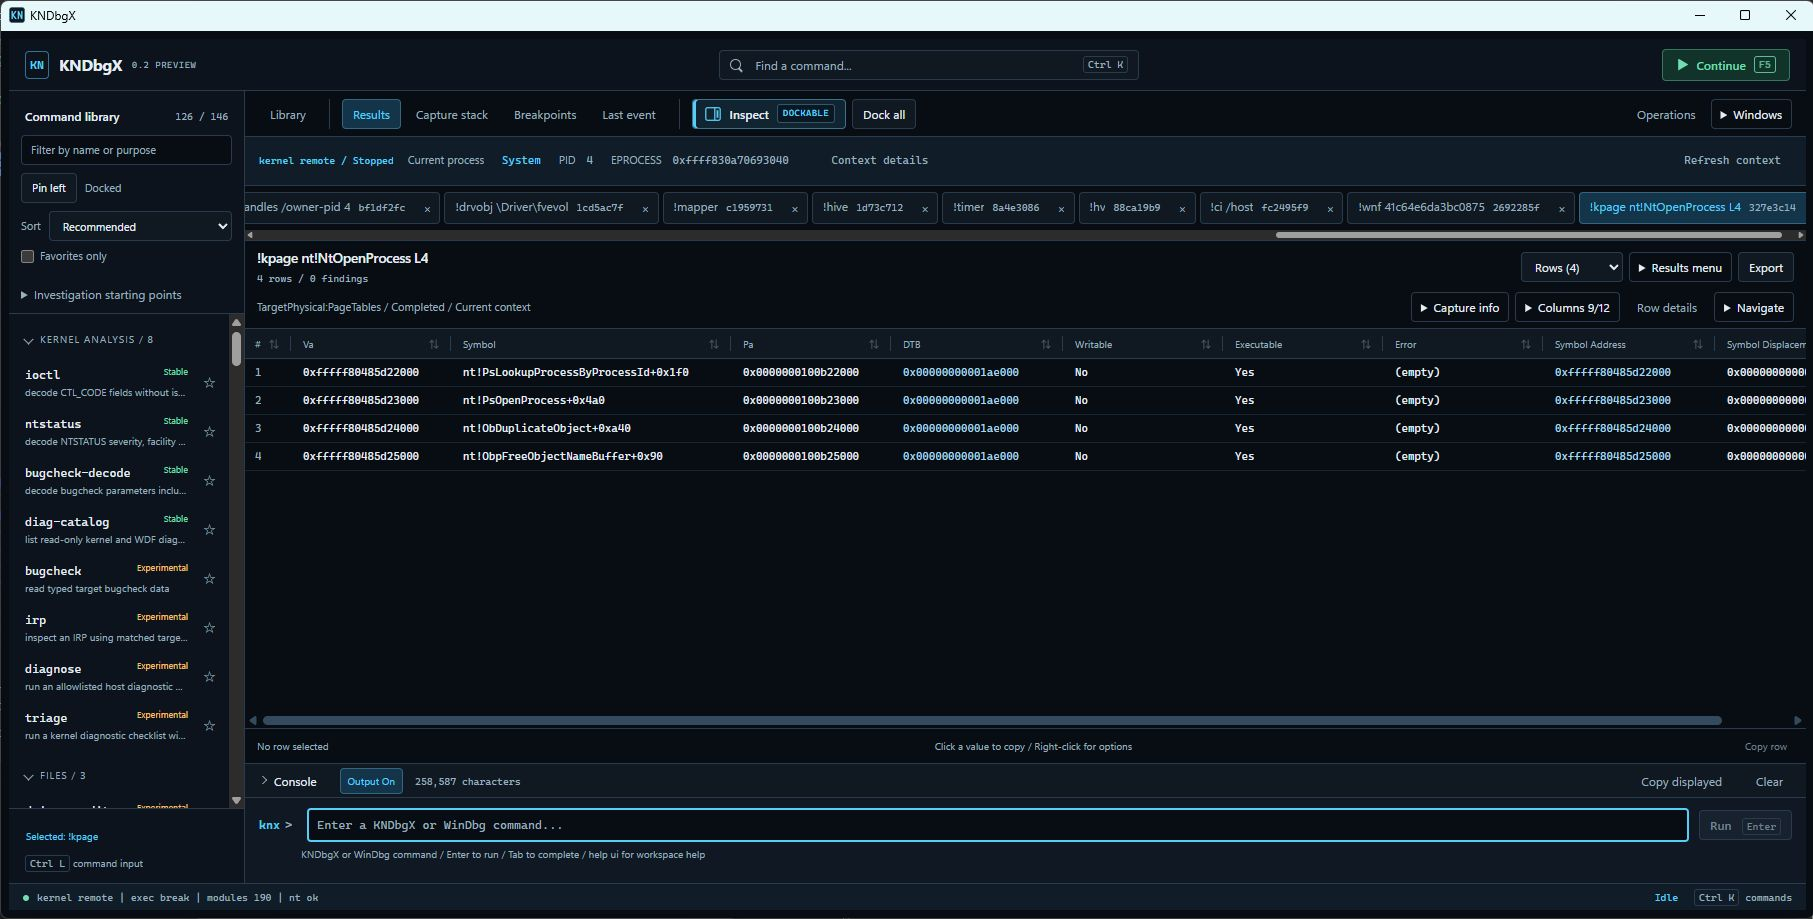 KN KNDbgX
KN KNDbgX 0.2 PREVIEW
Find a command... Ctrl K
Continue F5
Command library 126 / 146
Filter by name or purpose
Pin left Docked
Sort Recommended
Favorites only
Investigation starting points
KERNEL ANALYSIS / 8
ioctl Stable
decode CTL_CODE fields without is...
ntstatus Stable
decode NTSTATUS severity, facility ...
bugcheck-decode Stable
decode bugcheck parameters inclu...
diag-catalog Stable
list read-only kernel and WDF diag...
bugcheck Experimental
read typed target bugcheck data
irp Experimental
inspect an IRP using matched targe...
diagnose Experimental
run an allowlisted host diagnostic ...
triage Experimental
run a kernel diagnostic checklist wi...
FILES / 3
Selected: !kpage
Ctrl L command input
Library Results Capture stack Breakpoints Last event Inspect DOCKABLE Dock all Operations Windows
kernel remote / Stopped Current process System PID 4 EPROCESS 0xffff830a70693040 Context details Refresh context
andles /owner-pid 4 bf1df2fc × !drvobj \Driver\fvevol 1cd5ac7f × !mapper c1959731 × !hive 1d73c712 × !timer 8a4e3086 × !hv 88ca19b9 × !ci /host fc2495f9 × !wnf 41c64e6da3bc0875 2692285f × !kpage nt!NtOpenProcess L4 327e3c14
!kpage nt!NtOpenProcess L4
4 rows / 0 findings
Rows (4) Results menu Export
TargetPhysical:PageTables / Completed / Current context
Capture info Columns 9/12 Row details Navigate
# Va Symbol Pa DTB Writable Executable Error Symbol Address Symbol Displacem
1 0xfffff80485d22000 nt!PsLookupProcessByProcessId+0x1f0 0x0000000100b22000 0x00000000001ae000 No Yes (empty) 0xfffff80485d22000 0x0000000000
2 0xfffff80485d23000 nt!PsOpenProcess+0x4a0 0x0000000100b23000 0x00000000001ae000 No Yes (empty) 0xfffff80485d23000 0x0000000000
3 0xfffff80485d24000 nt!ObDuplicateObject+0xa40 0x0000000100b24000 0x00000000001ae000 No Yes (empty) 0xfffff80485d24000 0x0000000000
4 0xfffff80485d25000 nt!ObpFreeObjectNameBuffer+0x90 0x0000000100b25000 0x00000000001ae000 No Yes (empty) 0xfffff80485d25000 0x0000000000
No row selected Click a value to copy / Right-click for options Copy row
Console Output On 258,587 characters Copy displayed Clear
knx > Enter a KNDbgX or WinDbg command... Run Enter
KNDbgX or WinDbg command / Enter to run / Tab to complete / help ui for workspace help
kernel remote | exec break | modules 190 | nt ok Idle Ctrl K commands